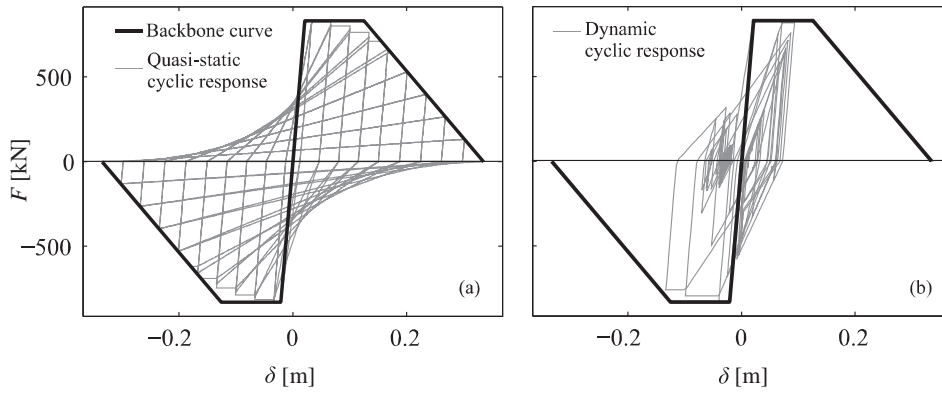 Backbone curve
Quasi-static
cyclic response
500
0
−500
F [kN]
(a)
−0.2 0 0.2
δ [m]
Dynamic
cyclic response
(b)
−0.2 0 0.2
δ [m]